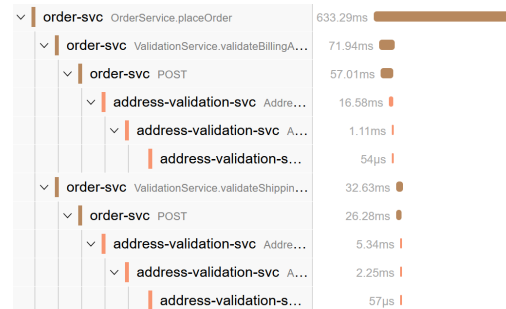 order-svc OrderService.placeOrder 633.29ms
order-svc ValidationService.validateBillingA... 71.94ms
order-svc POST 57.01ms
address-validation-svc Addre... 16.58ms
address-validation-svc A... 1.11ms
address-validation-s... 54µs
order-svc ValidationService.validateShippin... 32.63ms
order-svc POST 26.28ms
address-validation-svc Addre... 5.34ms
address-validation-svc A... 2.25ms
address-validation-s... 57µs